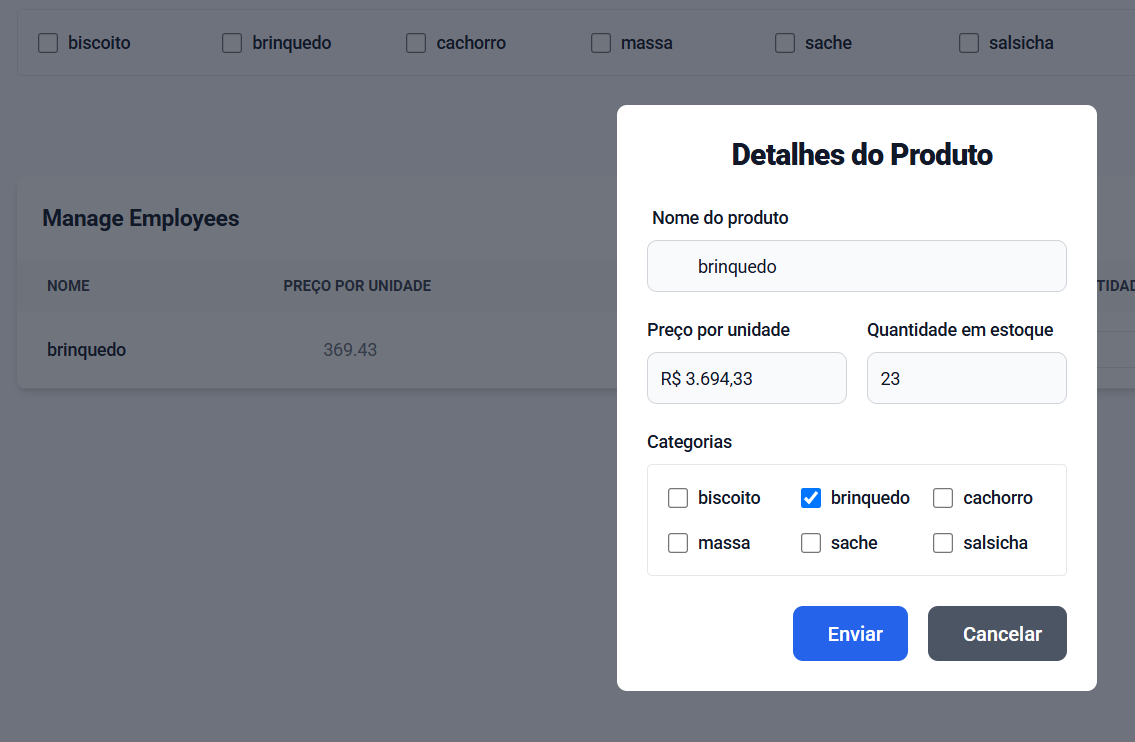 biscoito brinquedo cachorro massa sache salsicha
Detalhes do Produto
Manage Employees
Nome do produto
brinquedo
NOME PREÇO POR UNIDADE TIDAD
Preço por unidade Quantidade em estoque
brinquedo 369.43
R$ 3.694,33 23
Categorias
biscoito brinquedo cachorro
massa sache salsicha
Enviar Cancelar